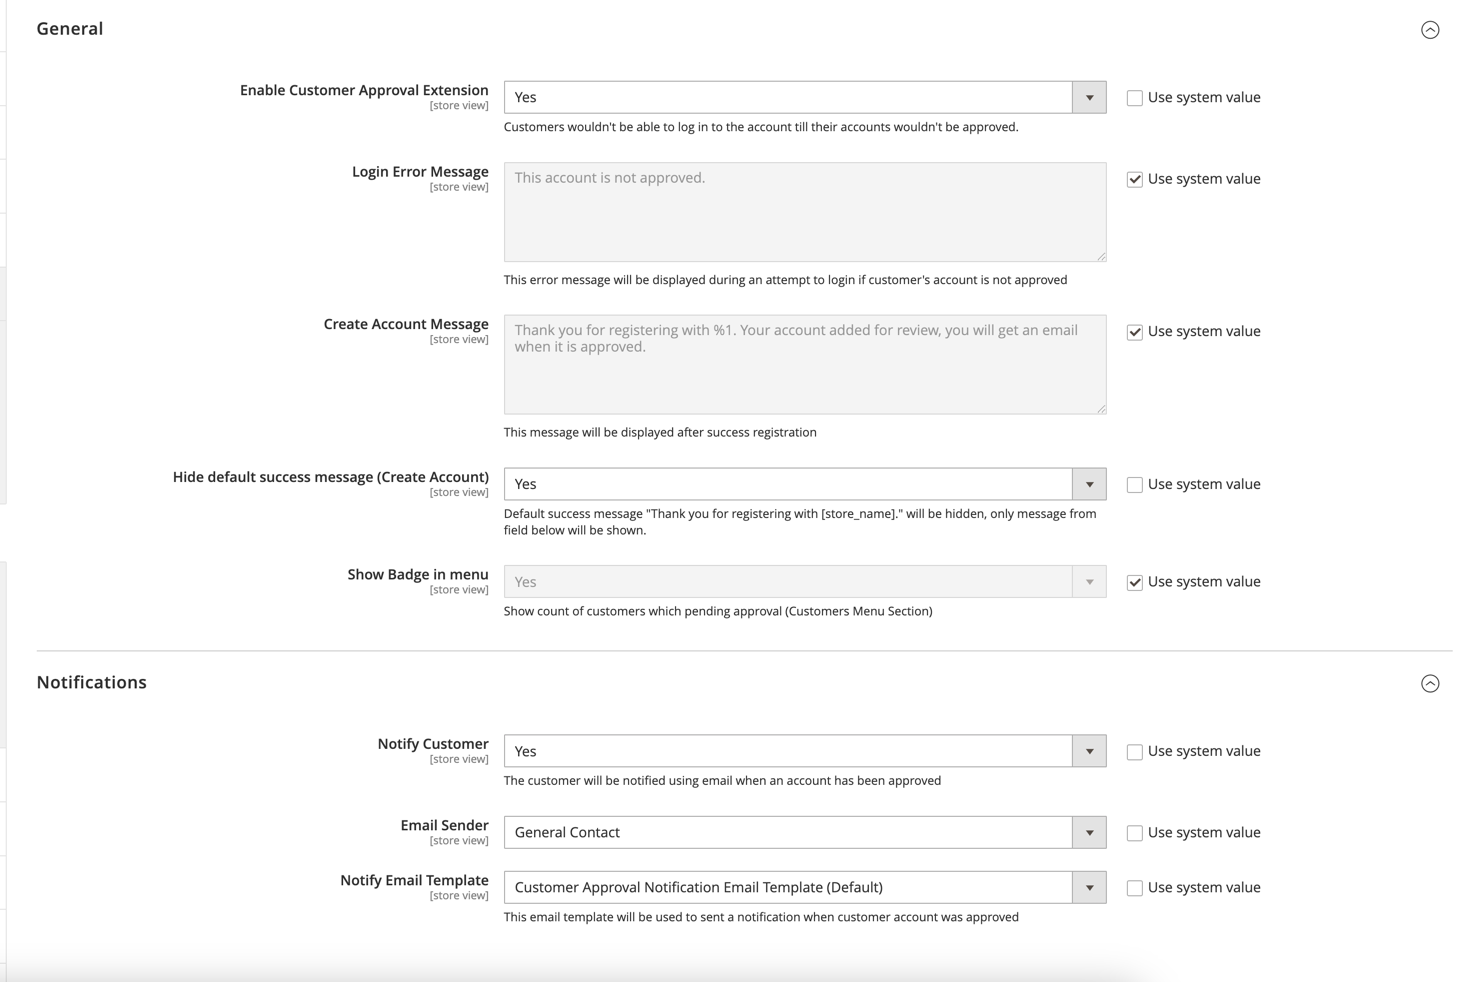 General
Enable Customer Approval Extension
[store view]
Yes
Use system value
Customers wouldn't be able to log in to the account till their accounts wouldn't be approved.
Login Error Message
[store view]
This account is not approved.
Use system value
This error message will be displayed during an attempt to login if customer's account is not approved
Create Account Message
[store view]
Thank you for registering with %1. Your account added for review, you will get an email
when it is approved.
Use system value
This message will be displayed after success registration
Hide default success message (Create Account)
[store view]
Yes
Use system value
Default success message "Thank you for registering with [store_name]." will be hidden, only message from
field below will be shown.
Show Badge in menu
[store view]
Yes
Use system value
Show count of customers which pending approval (Customers Menu Section)
Notifications
Notify Customer
[store view]
Yes
Use system value
The customer will be notified using email when an account has been approved
Email Sender
[store view]
General Contact
Use system value
Notify Email Template
[store view]
Customer Approval Notification Email Template (Default)
Use system value
This email template will be used to sent a notification when customer account was approved